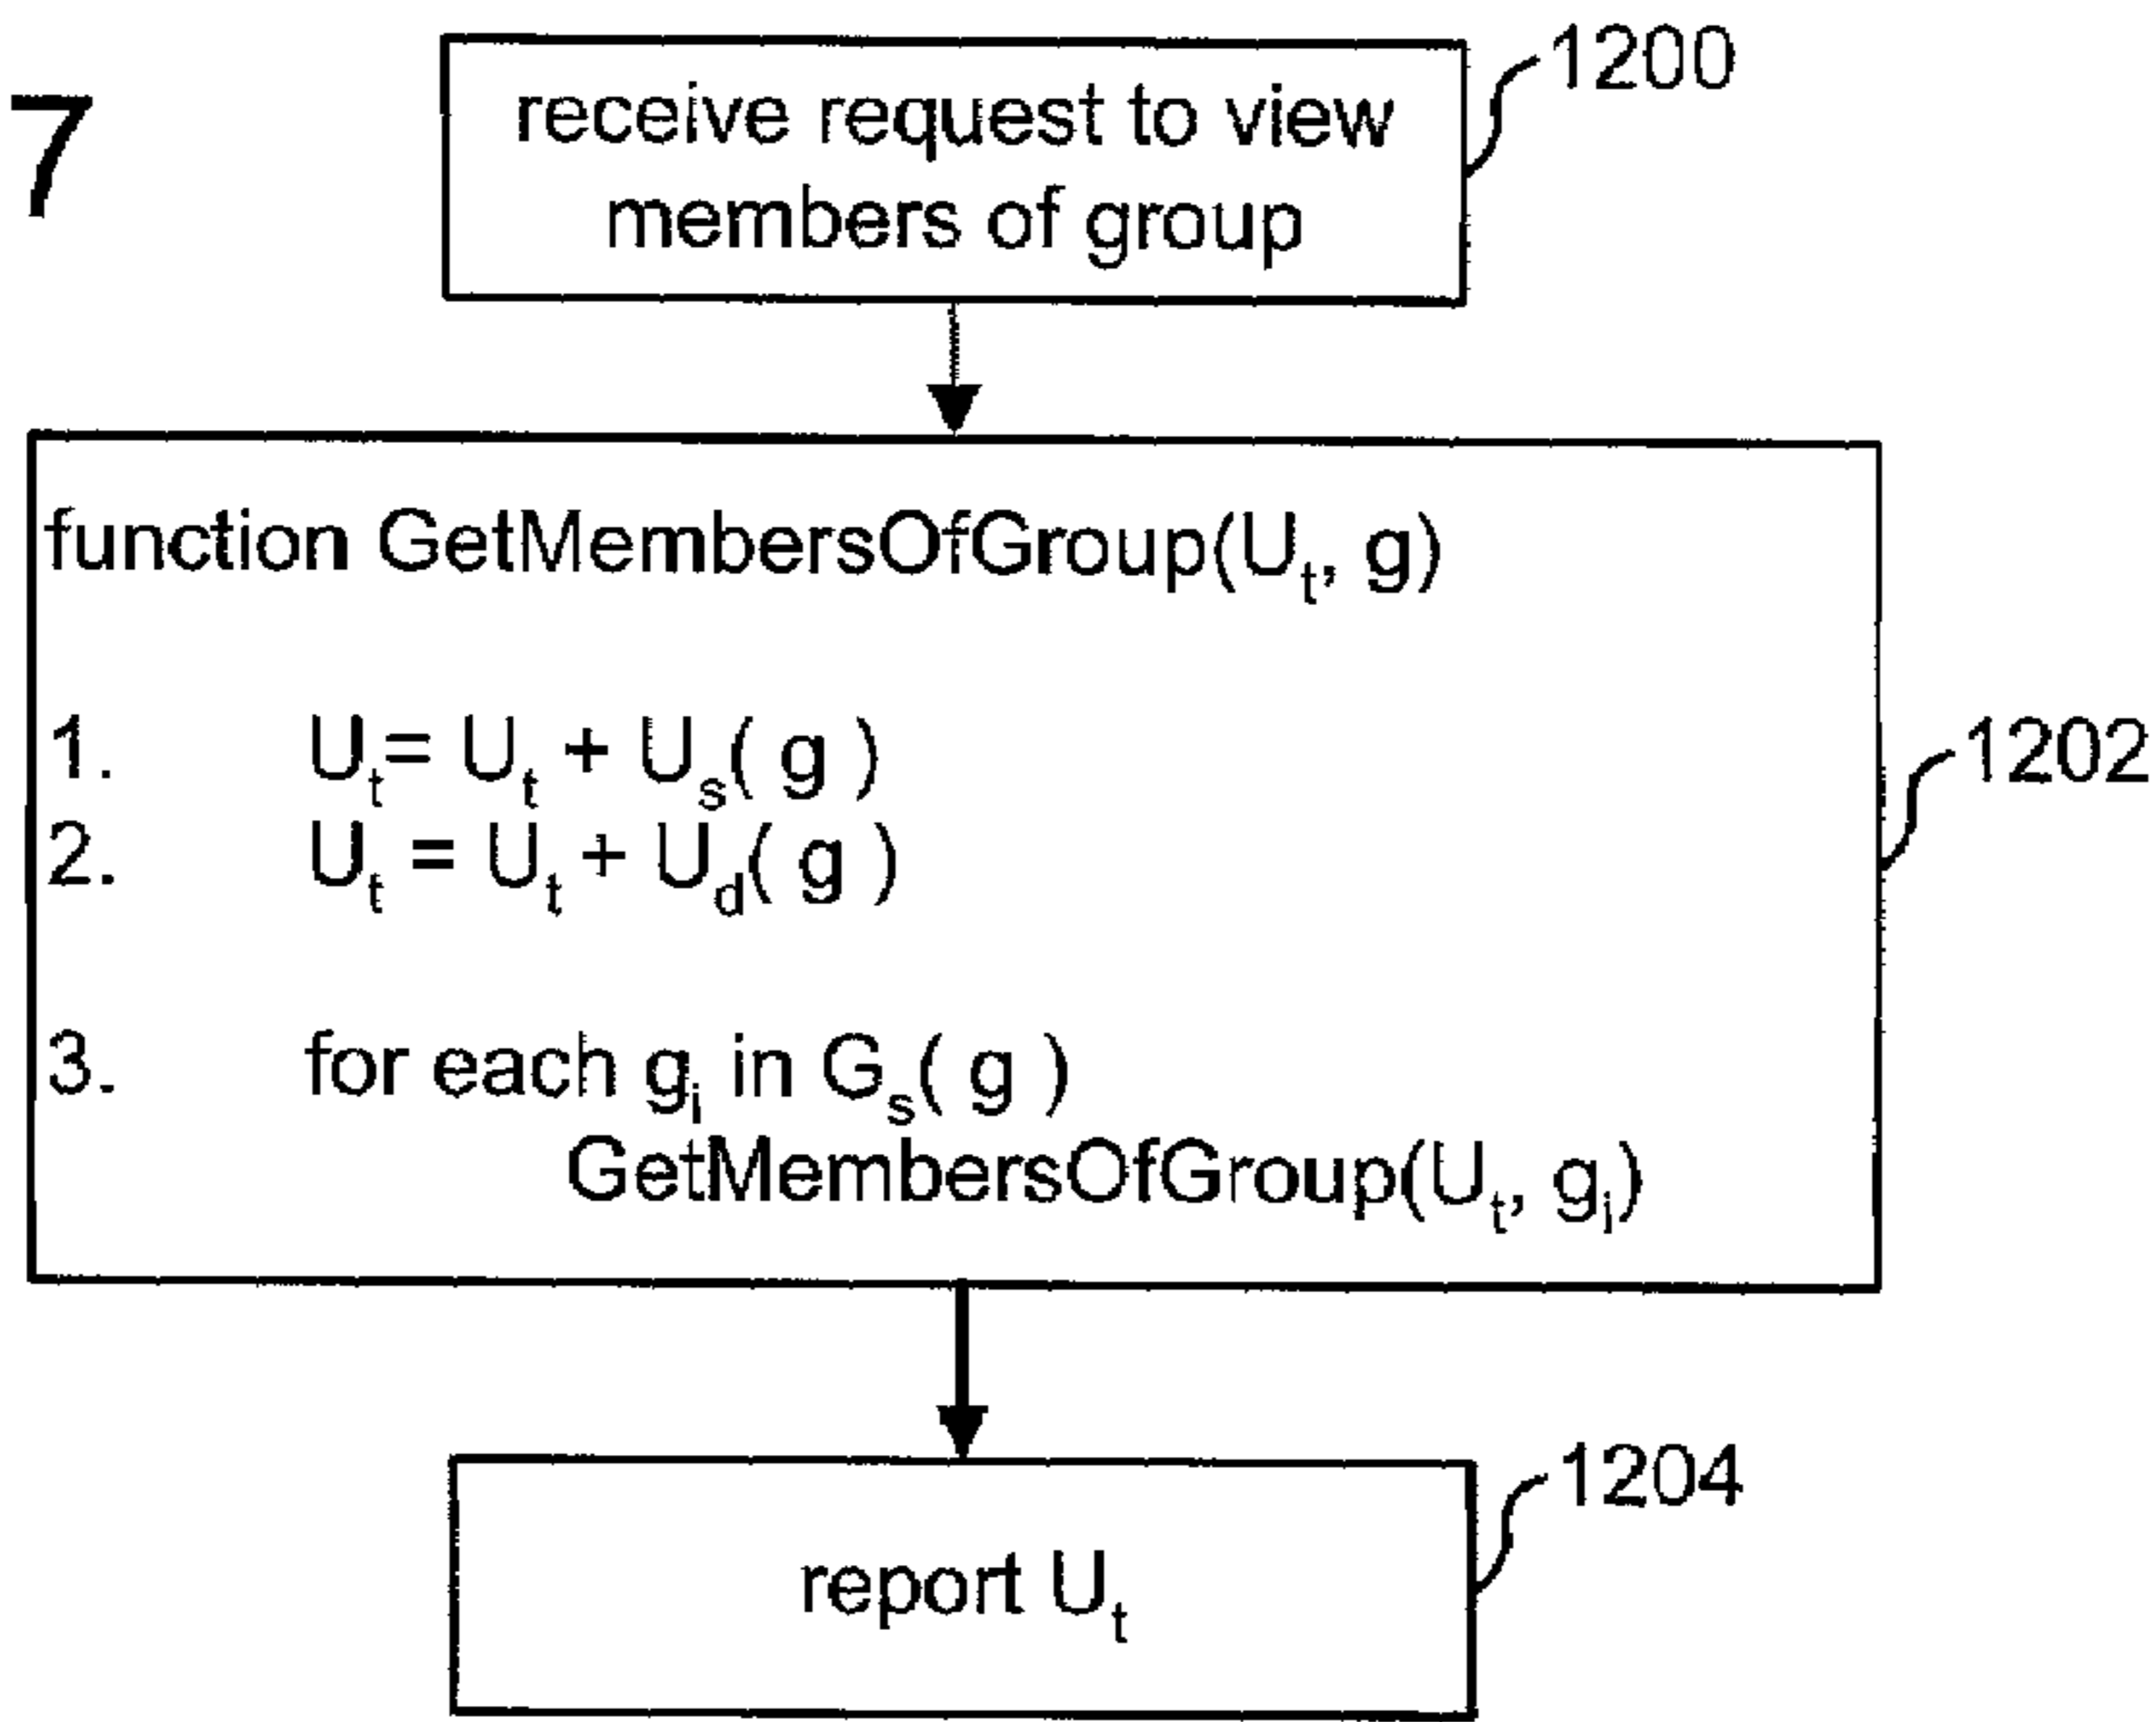 7
receive request to view
members of group
1200
function GetMembersOfGroup(Uₜ, g)
1. Uₜ= Uₜ + Uₛ( g )
2. Uₜ = Uₜ + U_d( g )
3. for each gᵢ in Gₛ( g )
GetMembersOfGroup(Uₜ, gᵢ)
1202
report Uₜ
1204